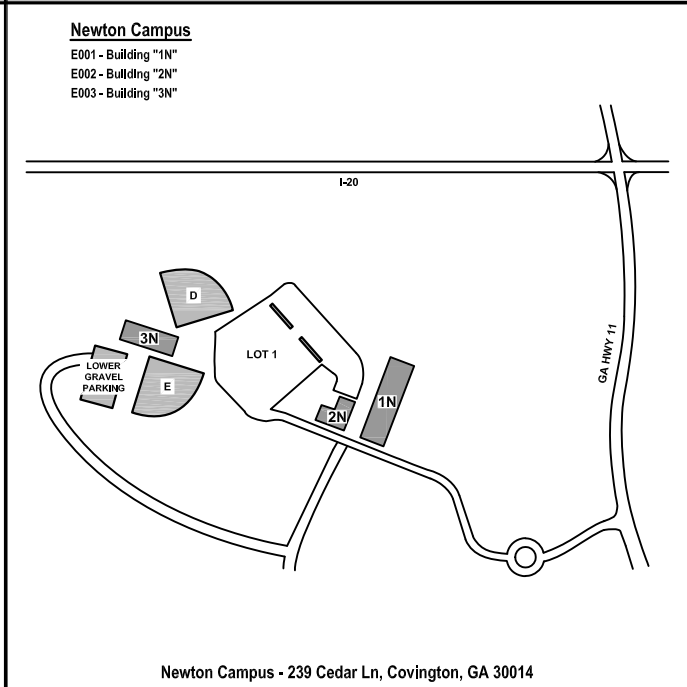 Newton Campus
E001 - Building "1N"
E002 - Building "2N"
E003 - Building "3N"
I-20
D
3N
LOT 1
GA HWY 11
LOWER
GRAVEL
PARKING
E
1N
2N
Newton Campus - 239 Cedar Ln, Covington, GA 30014